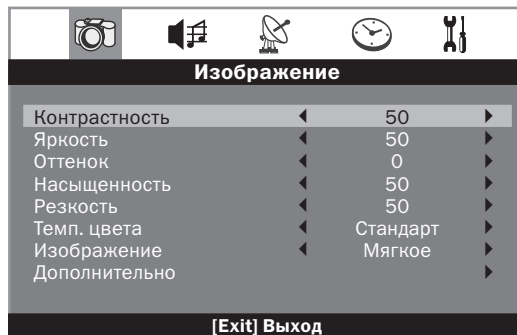 Изображение
Контрастность 50
Яркость 50
Оттенок 0
Насыщенность 50
Резкость 50
Темп. цвета Стандарт
Изображение Мягкое
Дополнительно
[Exit] Выход